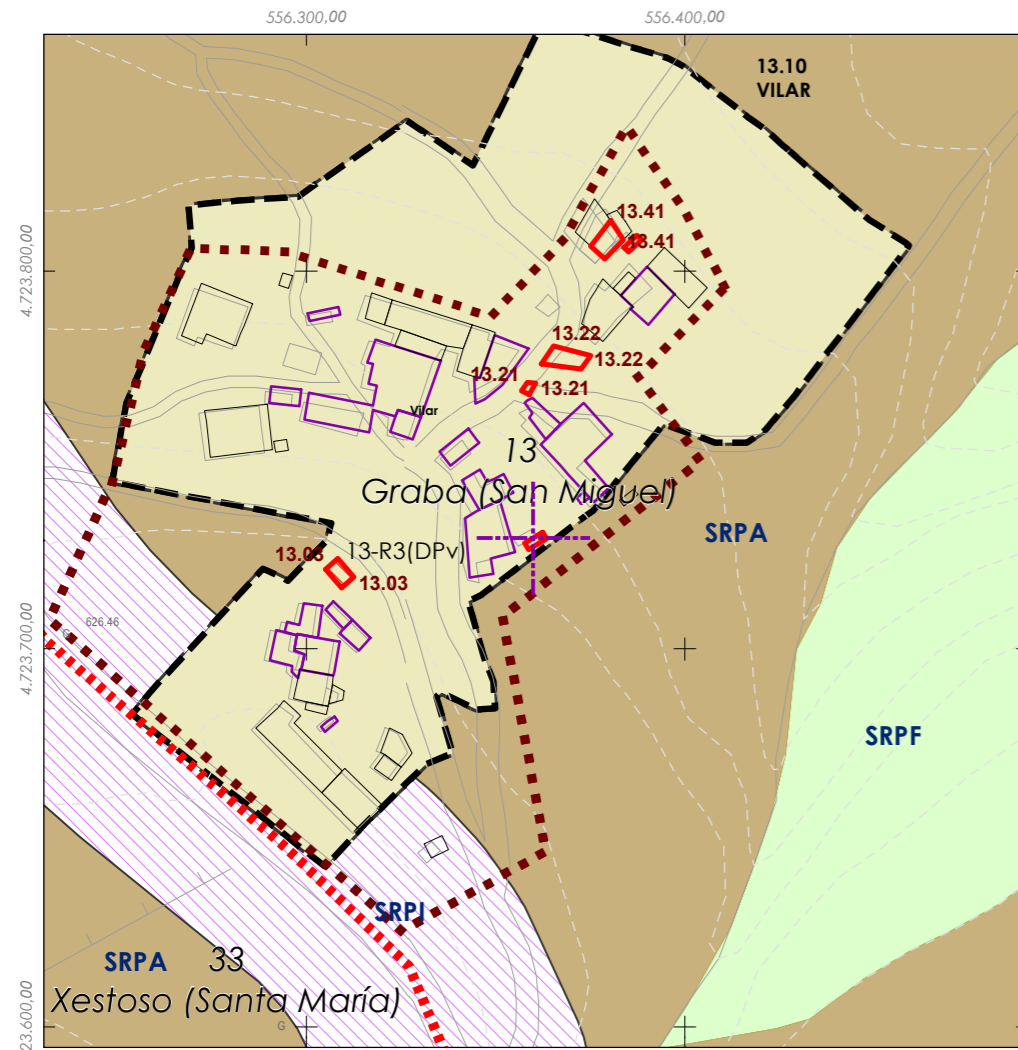 556.300,00
556.400,00
13.10
VILAR
13.41
13.41
4.723.800,00
13.22
13.22
13.21
13.21
Vilar
13
Graba (San Miguel)
SRPA
13-R3(DPv)
13.03
13.03
626.46
G
4.723.700,00
SRPF
SRPI
SRPA
33
Xestoso (Santa María)
G
23.600,00